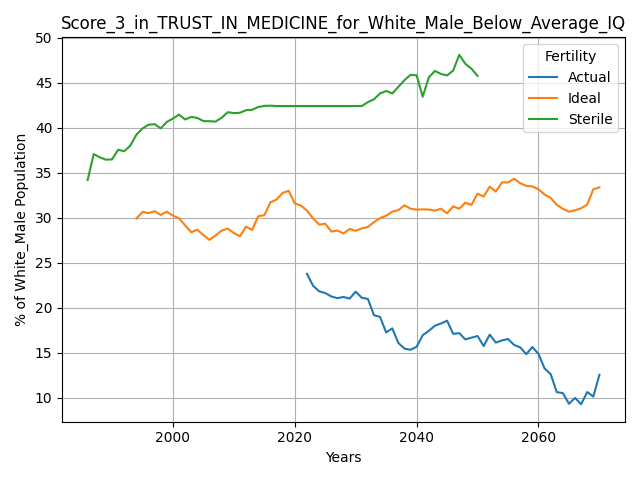 Score_3_in_TRUST_IN_MEDICINE_for_White_Male_Below_Average_IQ
% of White_Male Population
50
45
40
35
30
25
20
15
10
Fertility
Actual
Ideal
Sterile
2000 2020 2040 2060
Years